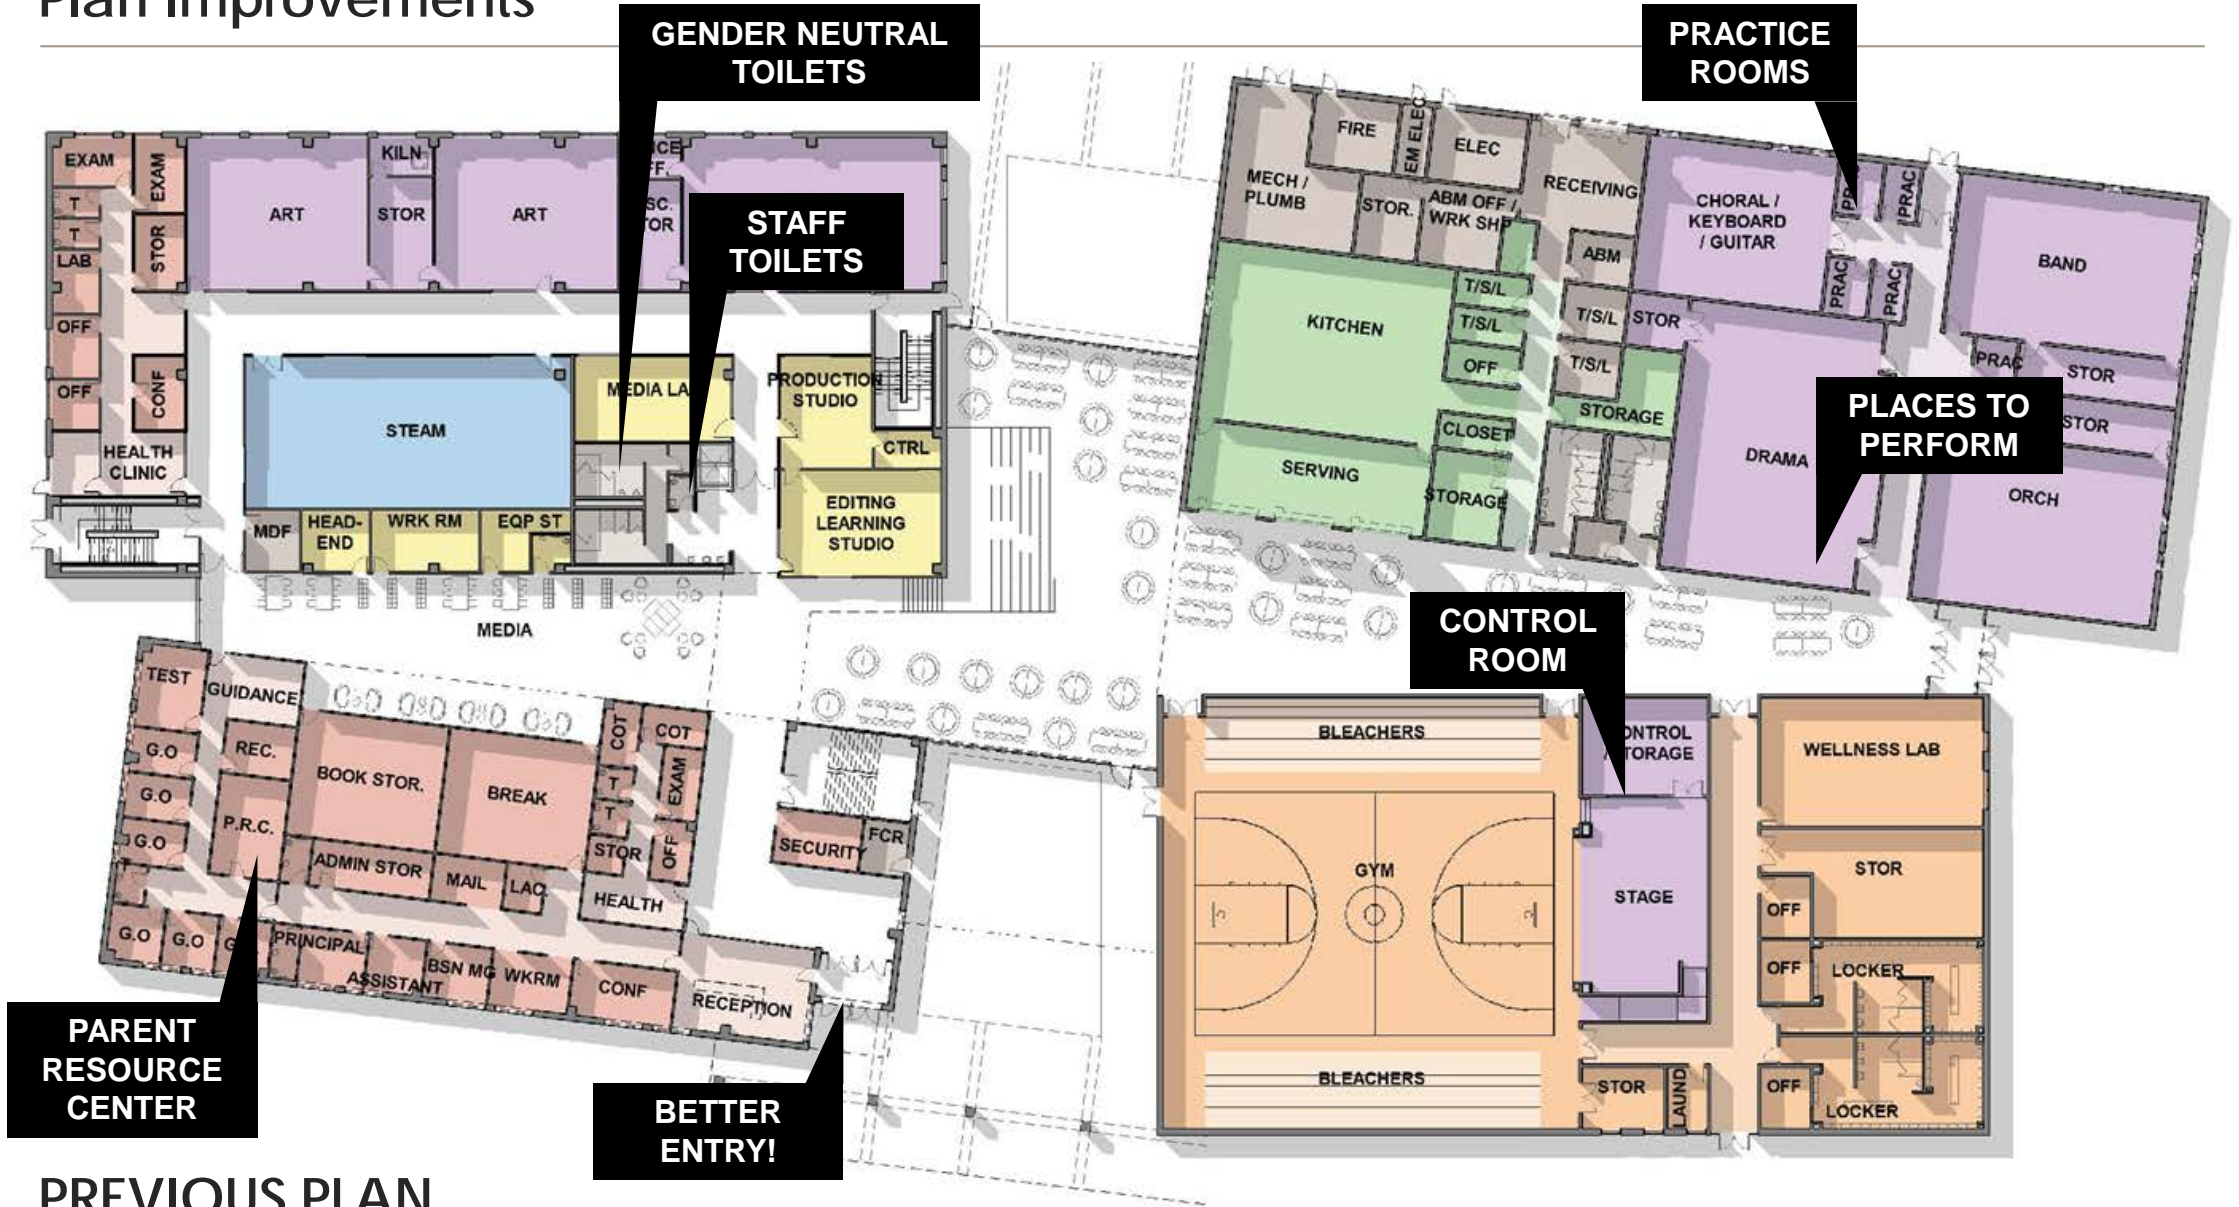 Plan Improvements
GENDER NEUTRAL
TOILETS
PRACTICE
ROOMS
STAFF
TOILETS
PLACES TO
PERFORM
CONTROL
ROOM
PARENT
RESOURCE
CENTER
BETTER
ENTRY!
EXAM
EXAM
T
T
LAB
STOR
OFF
OFF
CONF
HEALTH
CLINIC
ART
KILN
STOR
ART
STEAM
MEDIA LA
PRODUCTION
STUDIO
CTRL
EDITING
LEARNING
STUDIO
MDF
HEAD-
END
WRK RM
EQP ST
MEDIA
MECH /
PLUMB
FIRE
EM ELEC
ELEC
STOR.
ABM OFF /
WRK SHP
RECEIVING
ABM
KITCHEN
T/S/L
T/S/L
OFF
T/S/L
T/S/L
STOR
STORAGE
CLOSET
SERVING
STORAGE
CHORAL /
KEYBOARD
/ GUITAR
PRAC
PRAC
PRAC
BAND
PRAC
STOR
STOR
DRAMA
ORCH
TEST
GUIDANCE
G.O
REC.
G.O
P.R.C.
G.O
T
BOOK STOR.
BREAK
COT
COT
T
T
EXAM
STOR
OFF
ADMIN STOR
MAIL
LAC
HEALTH
G.O
G.O
PRINCIPAL
ASSISTANT
BSN MG
WKRM
CONF
RECEPTION
SECURITY
FCR
BLEACHERS
GYM
BLEACHERS
ONTROL
TORAGE
STAGE
STOR
LAUND
WELLNESS LAB
STOR
OFF
OFF
LOCKER
OFF
LOCKER
PREVIOUS PLAN